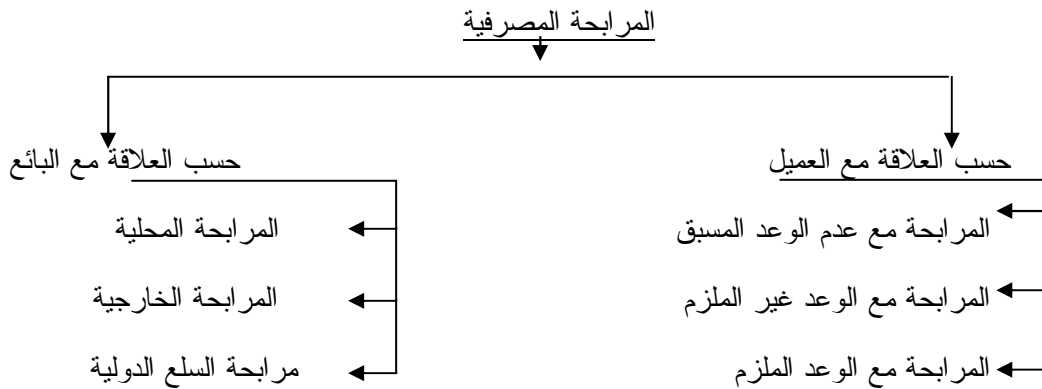 المرابحة المصرفية
حسب العلاقة مع العميل
المرابحة مع عدم الوعد المسبق
المرابحة مع الوعد غير الملزم
المرابحة مع الوعد الملزم
حسب العلاقة مع البائع
المرابحة المحلية
المرابحة الخارجية
مرابحة السلع الدولية